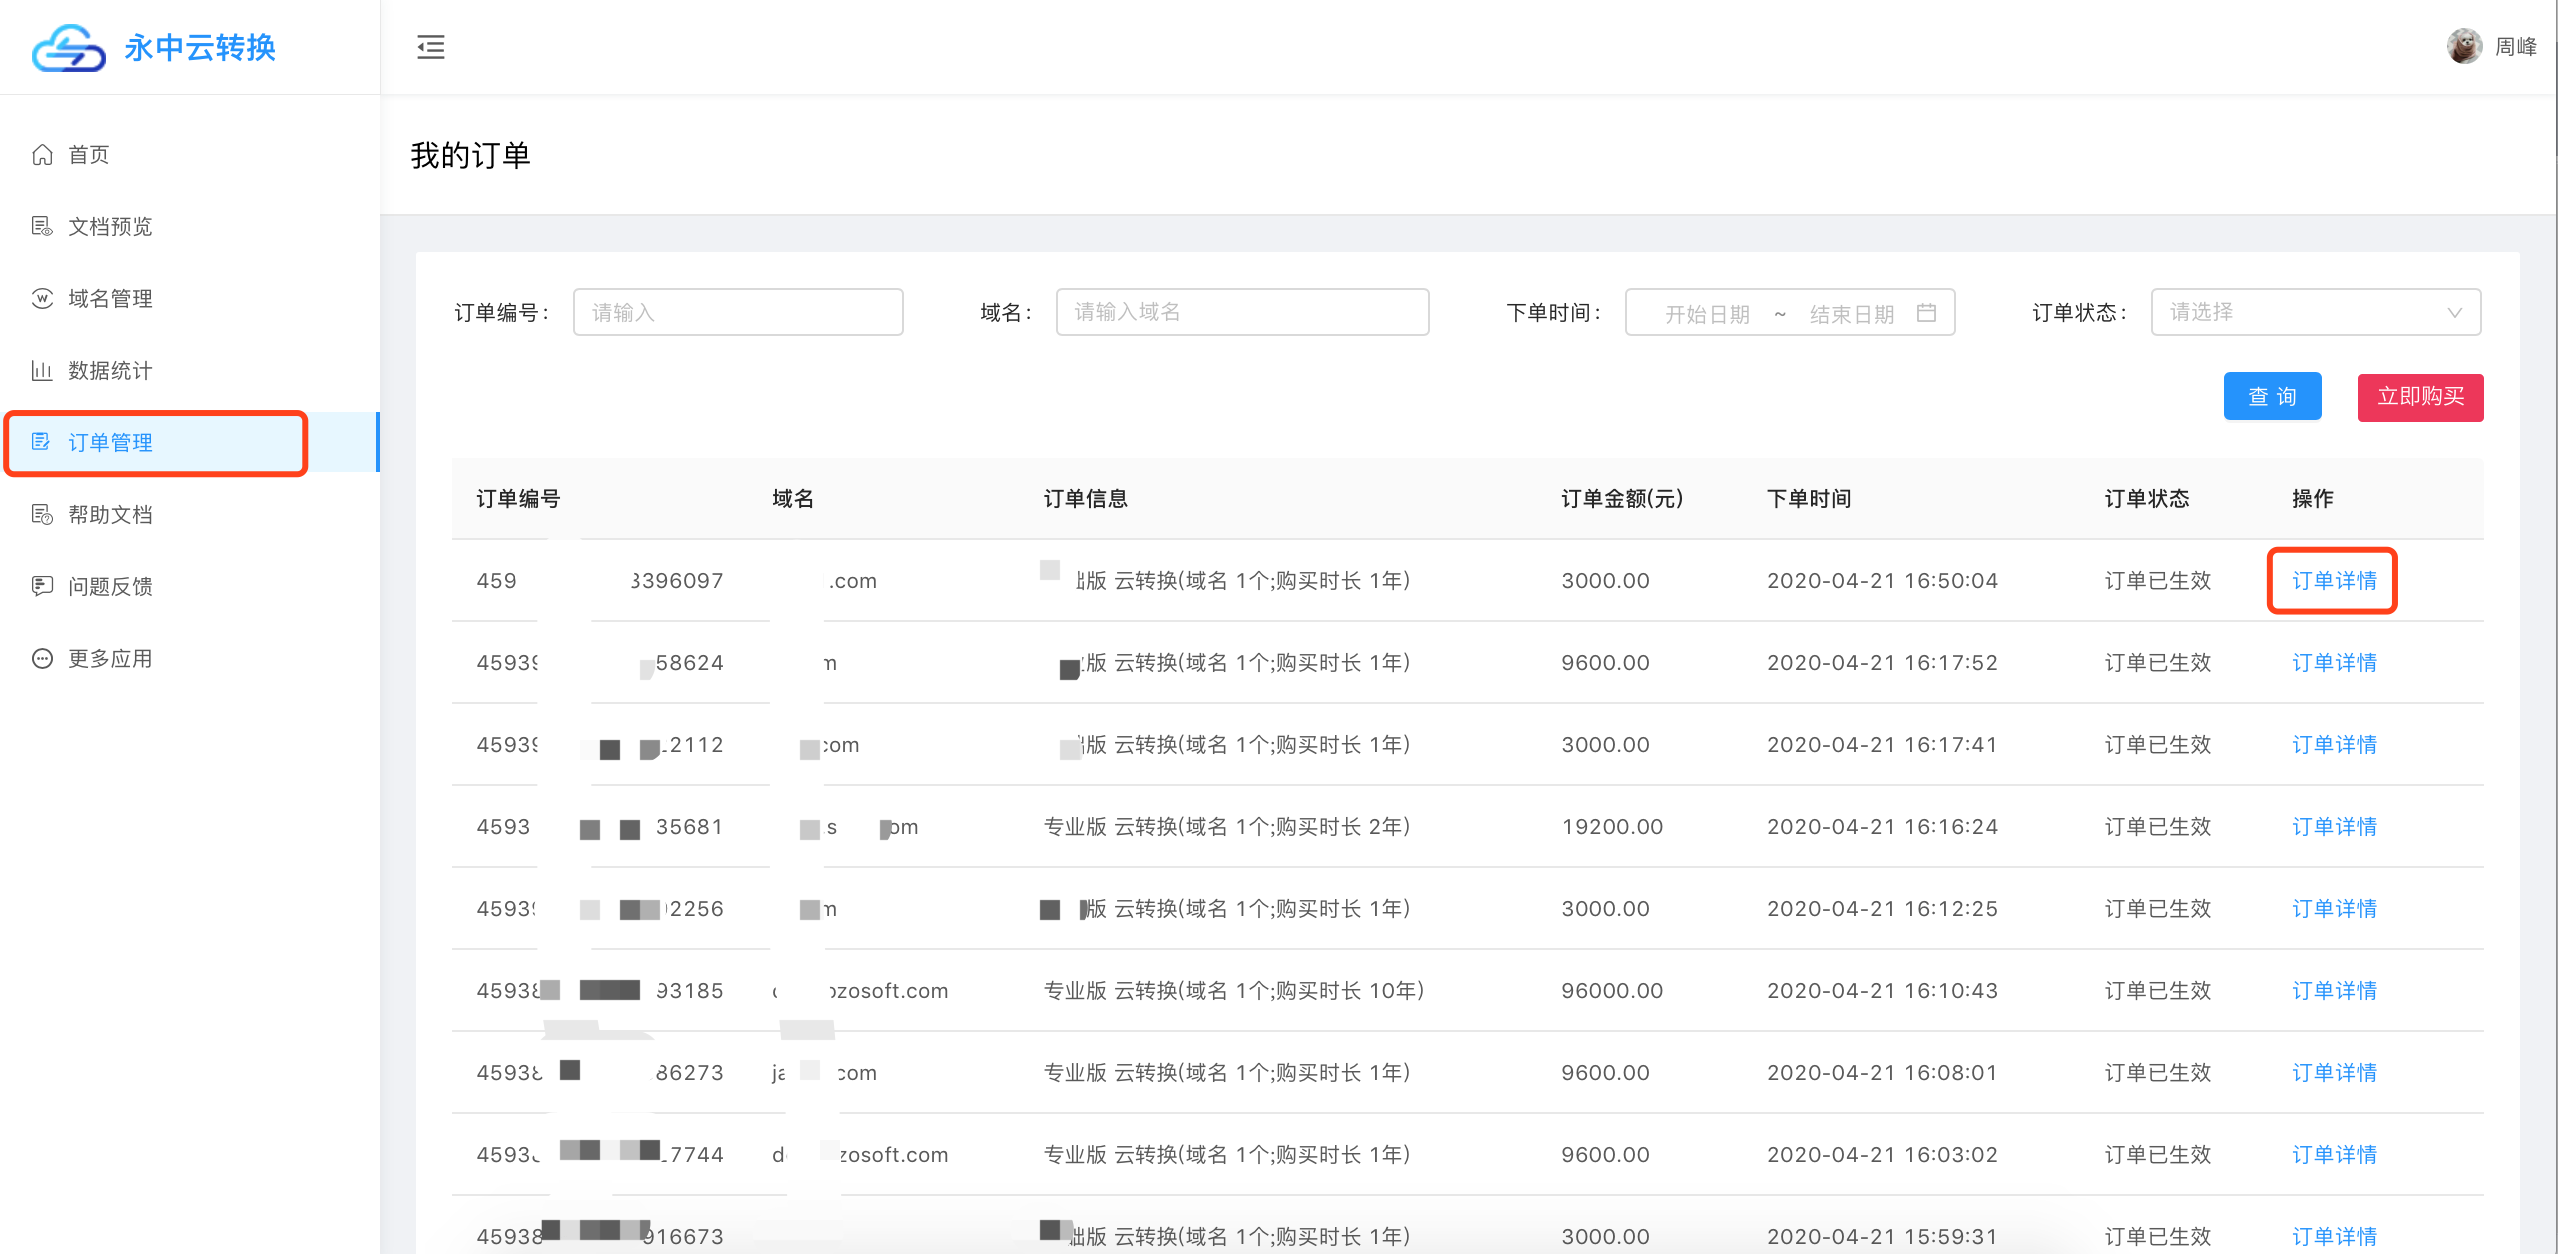 永中云转换
周峰
首页
文档预览
域名管理
数据统计
订单管理
帮助文档
问题反馈
更多应用
我的订单
订单编号： 请输入 域名： 请输入域名 下单时间： 开始日期 ~ 结束日期 订单状态： 请选择
查 询 立即购买
订单编号 域名 订单信息 订单金额(元) 下单时间 订单状态 操作
459 3396097 .com 版 云转换(域名 1个;购买时长 1年) 3000.00 2020-04-21 16:50:04 订单已生效 订单详情
4593 58624 m 版 云转换(域名 1个;购买时长 1年) 9600.00 2020-04-21 16:17:52 订单已生效 订单详情
4593 2112 com 版 云转换(域名 1个;购买时长 1年) 3000.00 2020-04-21 16:17:41 订单已生效 订单详情
4593 35681 s om 专业版 云转换(域名 1个;购买时长 2年) 19200.00 2020-04-21 16:16:24 订单已生效 订单详情
4593 2256 m 版 云转换(域名 1个;购买时长 1年) 3000.00 2020-04-21 16:12:25 订单已生效 订单详情
45938 93185 zosoft.com 专业版 云转换(域名 1个;购买时长 10年) 96000.00 2020-04-21 16:10:43 订单已生效 订单详情
4593 86273 ja com 专业版 云转换(域名 1个;购买时长 1年) 9600.00 2020-04-21 16:08:01 订单已生效 订单详情
4593 7744 d zosoft.com 专业版 云转换(域名 1个;购买时长 1年) 9600.00 2020-04-21 16:03:02 订单已生效 订单详情
45938 916673 版 云转换(域名 1个;购买时长 1年) 3000.00 2020-04-21 15:59:31 订单已生效 订单详情